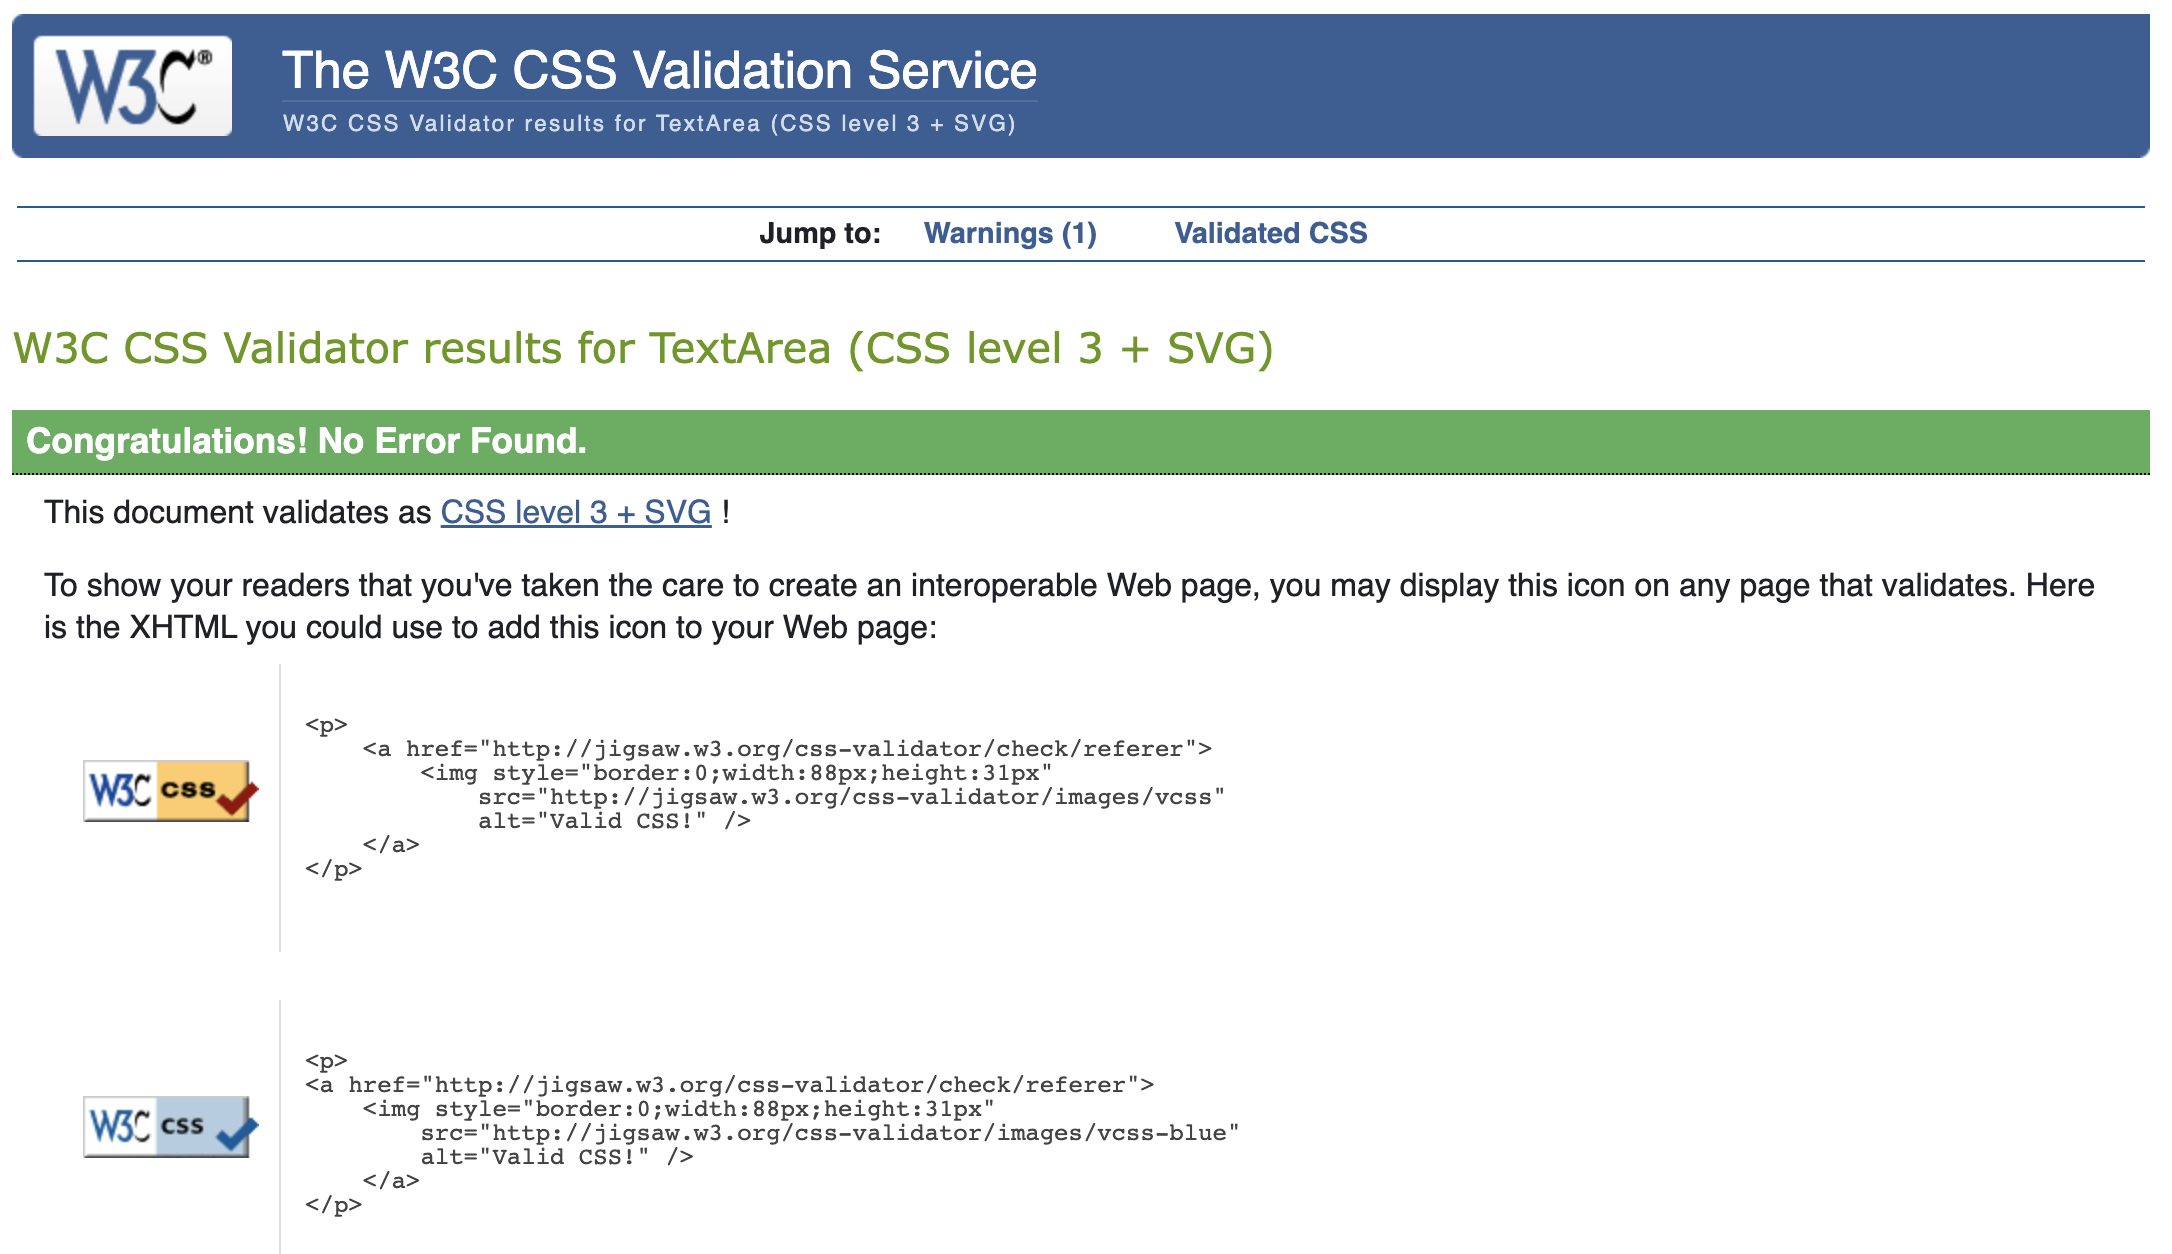 W3C®
The W3C CSS Validation Service
W3C CSS Validator results for TextArea (CSS level 3 + SVG)
Jump to: Warnings (1) Validated CSS
W3C CSS Validator results for TextArea (CSS level 3 + SVG)
Congratulations! No Error Found.
This document validates as CSS level 3 + SVG !
To show your readers that you've taken the care to create an interoperable Web page, you may display this icon on any page that validates. Here
is the XHTML you could use to add this icon to your Web page:
W3C CSS
<p>
    <a href="http://jigsaw.w3.org/css-validator/check/referer">
        <img style="border:0;width:88px;height:31px"
            src="http://jigsaw.w3.org/css-validator/images/vcss"
            alt="Valid CSS!" />
    </a>
</p>
W3C CSS
<p>
<a href="http://jigsaw.w3.org/css-validator/check/referer">
    <img style="border:0;width:88px;height:31px"
        src="http://jigsaw.w3.org/css-validator/images/vcss-blue"
        alt="Valid CSS!" />
    </a>
</p>